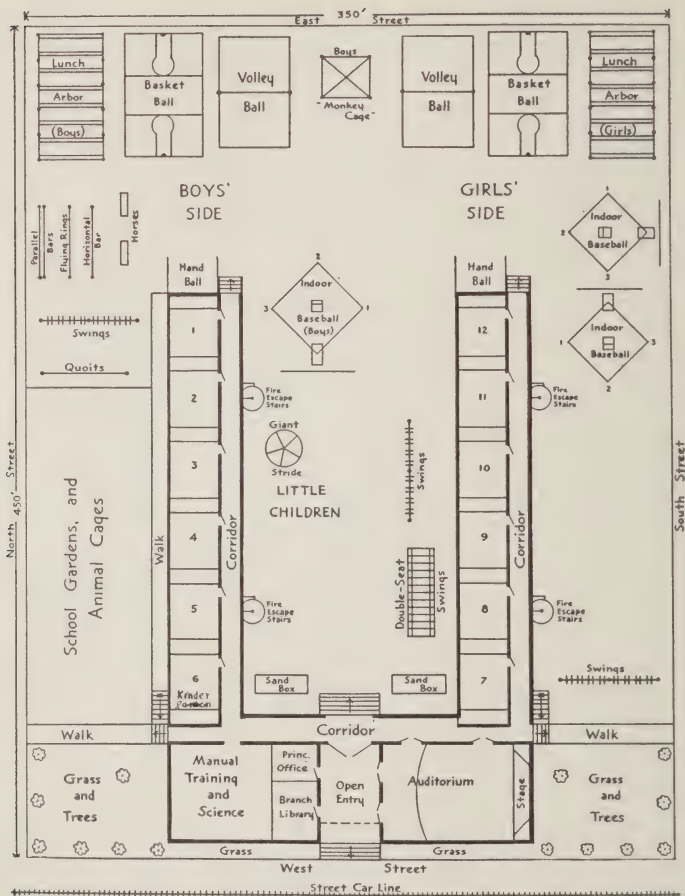 350'
East Street
Lunch
Arbor
(Boys)
Basket
Ball
Volley
Ball
Boys
"Monkey
Cage"
Volley
Ball
Basket
Ball
Lunch
Arbor
(Girls)
BOYS'
SIDE
GIRLS'
SIDE
Parallel
Bars
Flying Rings
Horizontal
Bar
Horses
Hand
Ball
2
Indoor
3
1
Baseball
(Boys)
Hand
Ball
1
Indoor
2
Baseball
3
Indoor
1
3
Baseball
2
Swings
Quoits
1
2
3
4
5
6
Kinder
garten
12
11
10
9
8
7
Fire
Escape
Stairs
Fire
Escape
Stairs
Giant
Stride
LITTLE
CHILDREN
Swings
Double-Seat
Swings
Fire
Escape
Stairs
Fire
Escape
Stairs
School Gardens, and
Animal Cages
Walk
Corridor
Corridor
North 450' Street
South Street
Sand
Box
Sand
Box
Swings
Walk
Corridor
Walk
Grass
and
Trees
Manual
Training
and
Science
Princ.
Office
Branch
Library
Open
Entry
Auditorium
Stage
Grass
and
Trees
Grass
Grass
West Street
Street Car Line